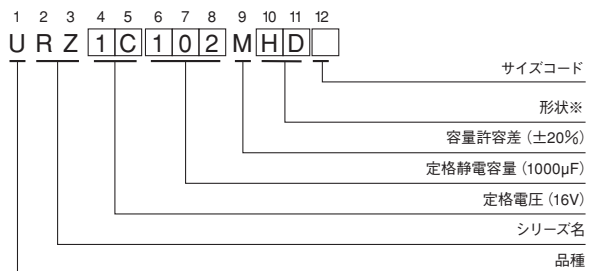 1 2 3 4 5 6 7 8 9 10 11 12
U R Z 1 C 1 0 2 M H D
サイズコード
形状※
容量許容差 (±20%)
定格静電容量 (1000µF)
定格電圧 (16V)
シリーズ名
品種